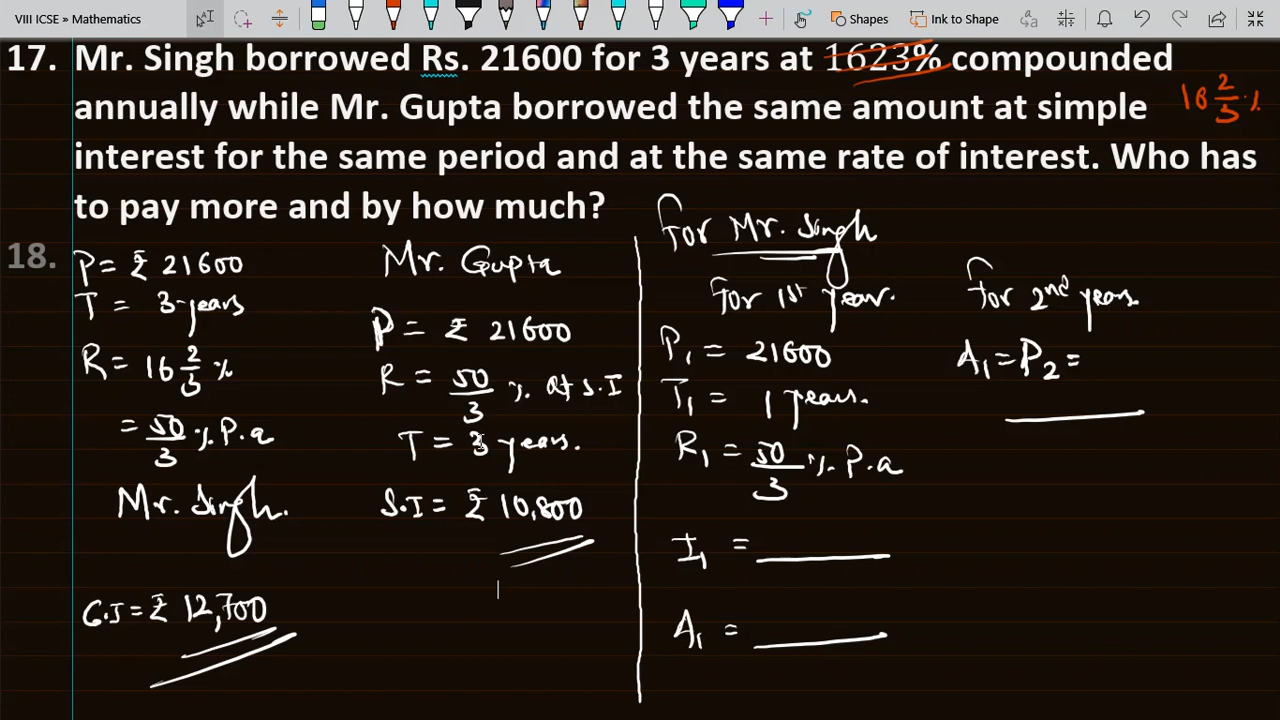 VIII ICSE » Mathematics
Shapes
Ink to Shape
17. Mr. Singh borrowed Rs. 21600 for 3 years at 1623% compounded
annually while Mr. Gupta borrowed the same amount at simple
16 2/3 %
interest for the same period and at the same rate of interest. Who has
to pay more and by how much?
18.
P = ₹ 21600
T = 3 years
R = 16 2/3 %
= 50/3 % P.a
Mr. Singh.
C.I = ₹ 12,700
Mr. Gupta
P = ₹ 21600
R = 50/3 % at S.I
T = 3 years.
S.I = ₹ 10,800
for Mr. Singh
for 1st year.
P1 = 21600
T1 = 1 years.
R1 = 50/3 % P.a
I1 =
A1 =
for 2nd years
A1 = P2 =